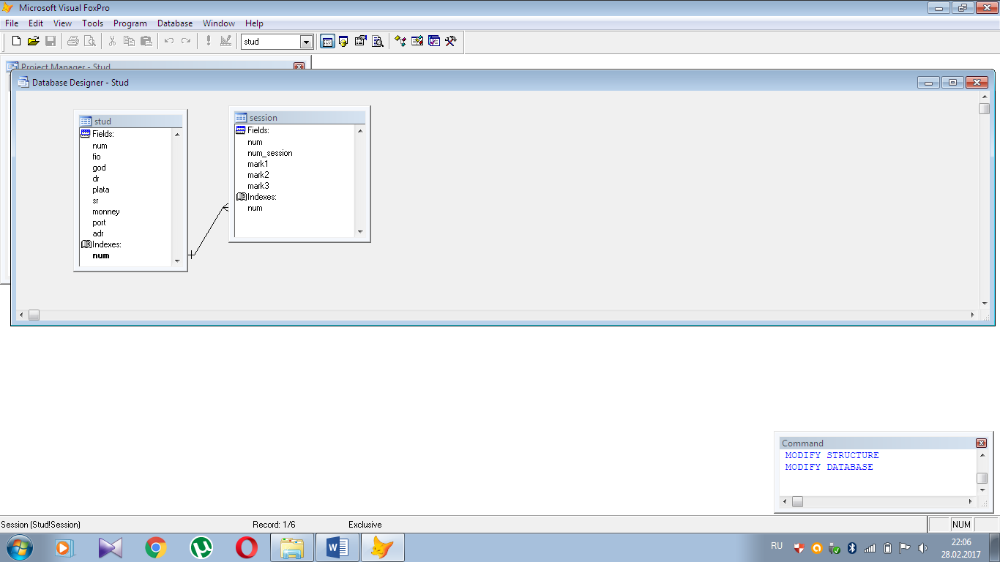 Microsoft Visual FoxPro
File Edit View Tools Program Database Window Help
stud
Project Manager - Stud
Database Designer - Stud
stud
Fields:
num
fio
god
dr
plata
sr
monney
port
adr
Indexes:
num
session
Fields:
num
num_session
mark1
mark2
mark3
Indexes:
num
Command
MODIFY STRUCTURE
MODIFY DATABASE
Session (Stud!Session) Record: 1/6 Exclusive NUM
RU
22:06
28.02.2017